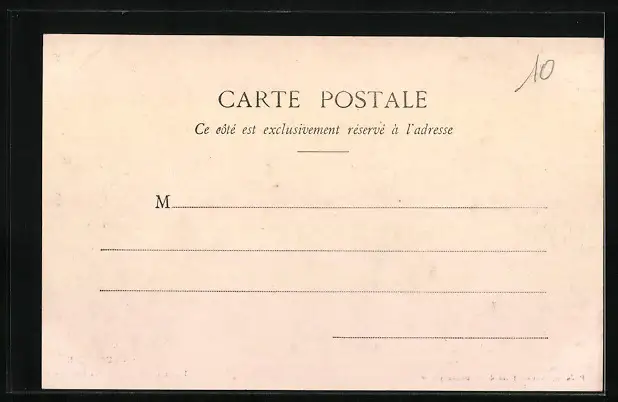 10
CARTE POSTALE
Ce côté est exclusivement réservé à l'adresse
M